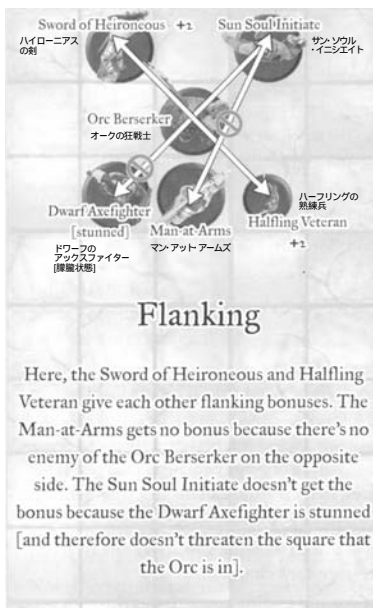 Sword of Heironeous +2
ハイローニアス
の剣
Sun Soul Initiate
サン・ソウル
・イニシエイト
Orc Berserker
オークの狂戦士
Dwarf Axefighter
[stunned]
ドワーフの
アックスファイター
[朦朧状態]
Man-at-Arms
マン・アット アームズ
ハーフリングの
熟練兵
Halfling Veteran
+2
Flanking
Here, the Sword of Heironeous and Halfling
Veteran give each other flanking bonuses. The
Man-at-Arms gets no bonus because there's no
enemy of the Orc Berserker on the opposite
side. The Sun Soul Initiate doesn't get the
bonus because the Dwarf Axefighter is stunned
[and therefore doesn't threaten the square that
the Orc is in].